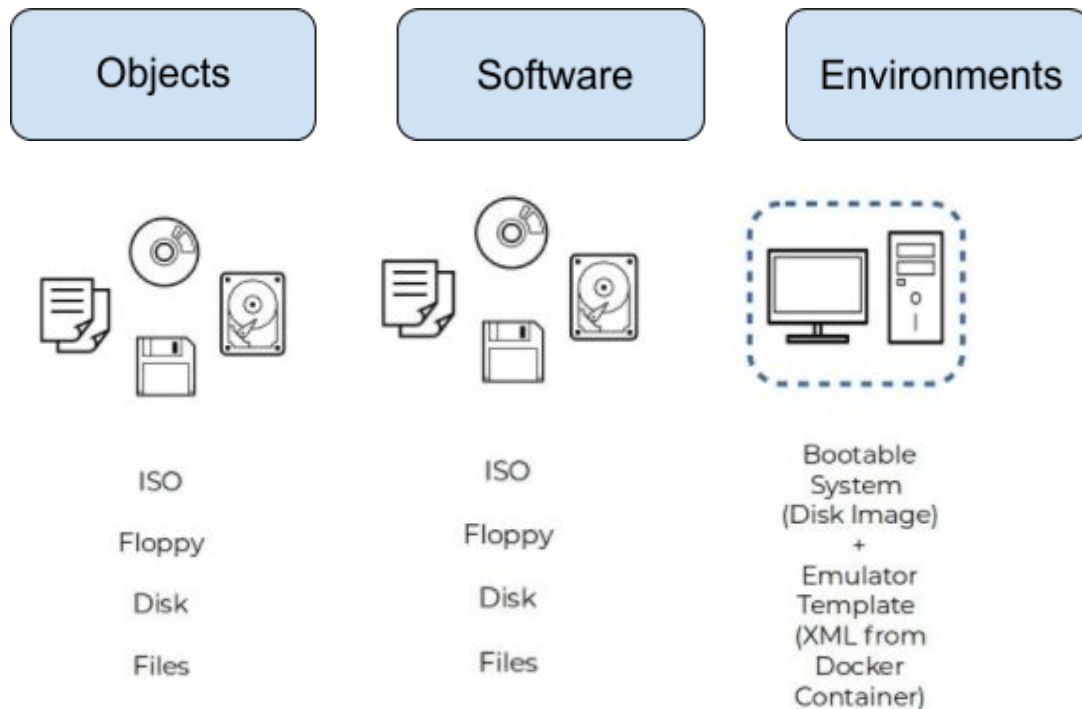 Objects
Software
Environments
ISO
Floppy
Disk
Files
ISO
Floppy
Disk
Files
Bootable
System
(Disk Image)
+
Emulator
Template
(XML from
Docker
Container)